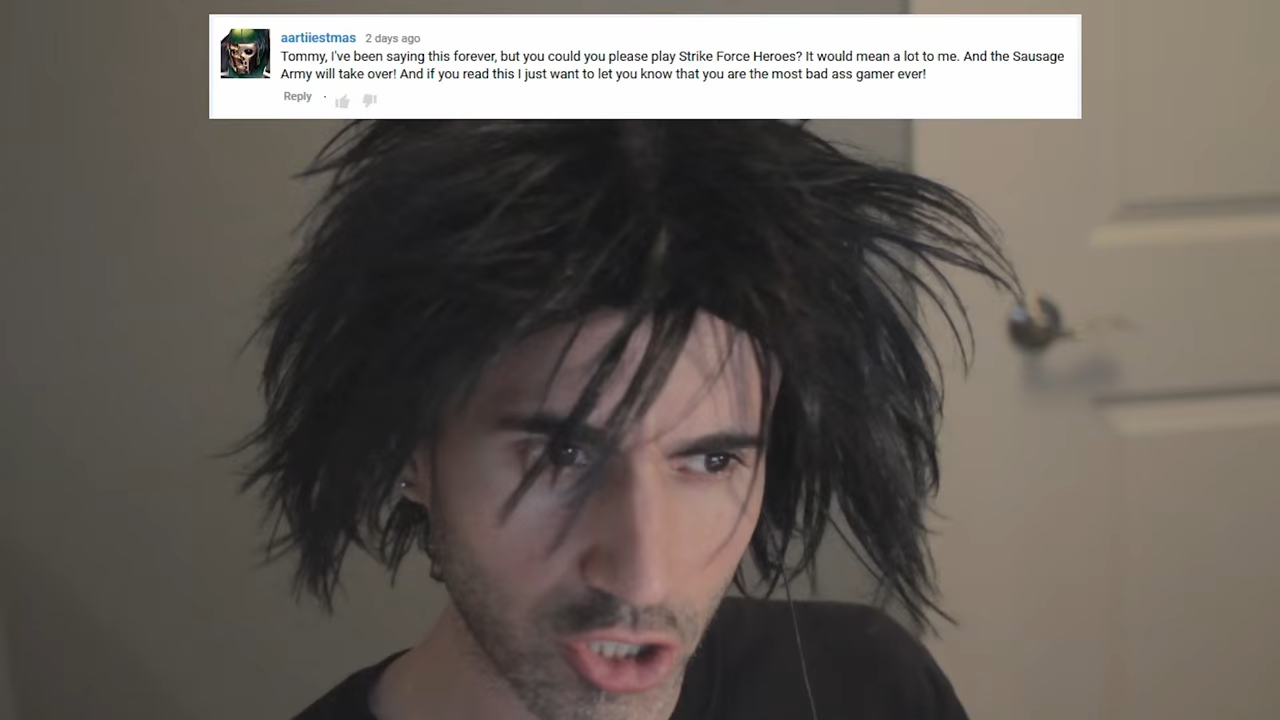 aartiiestmas 2 days ago
Tommy, I've been saying this forever, but you could you please play Strike Force Heroes? It would mean a lot to me. And the Sausage
Army will take over! And if you read this I just want to let you know that you are the most bad ass gamer ever!
Reply ·